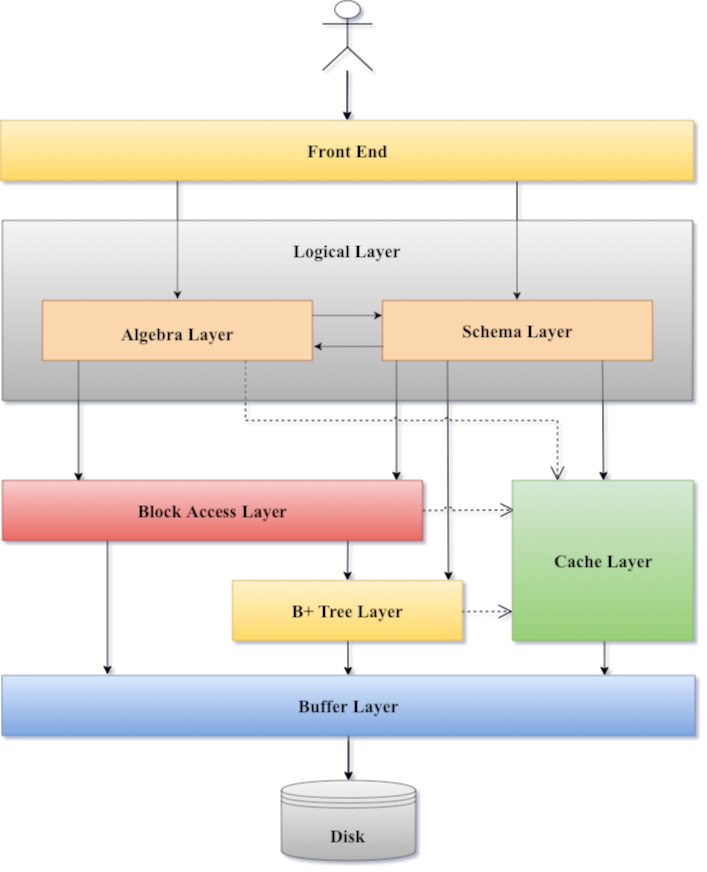 Front End
Logical Layer
Algebra Layer
Schema Layer
Block Access Layer
Cache Layer
B+ Tree Layer
Buffer Layer
Disk